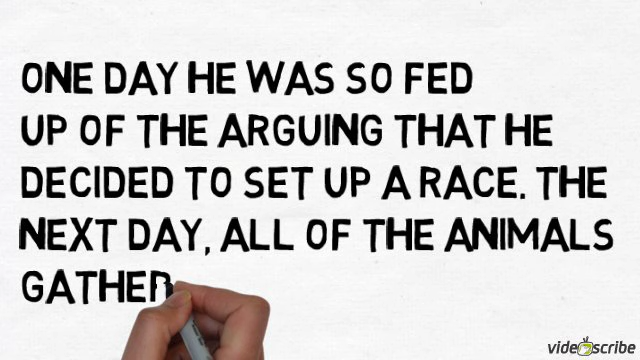 ONE DAY HE WAS SO FED
UP OF THE ARGUING THAT HE
DECIDED TO SET UP A RACE. THE
NEXT DAY, ALL OF THE ANIMALS
GATHER
videoscribe